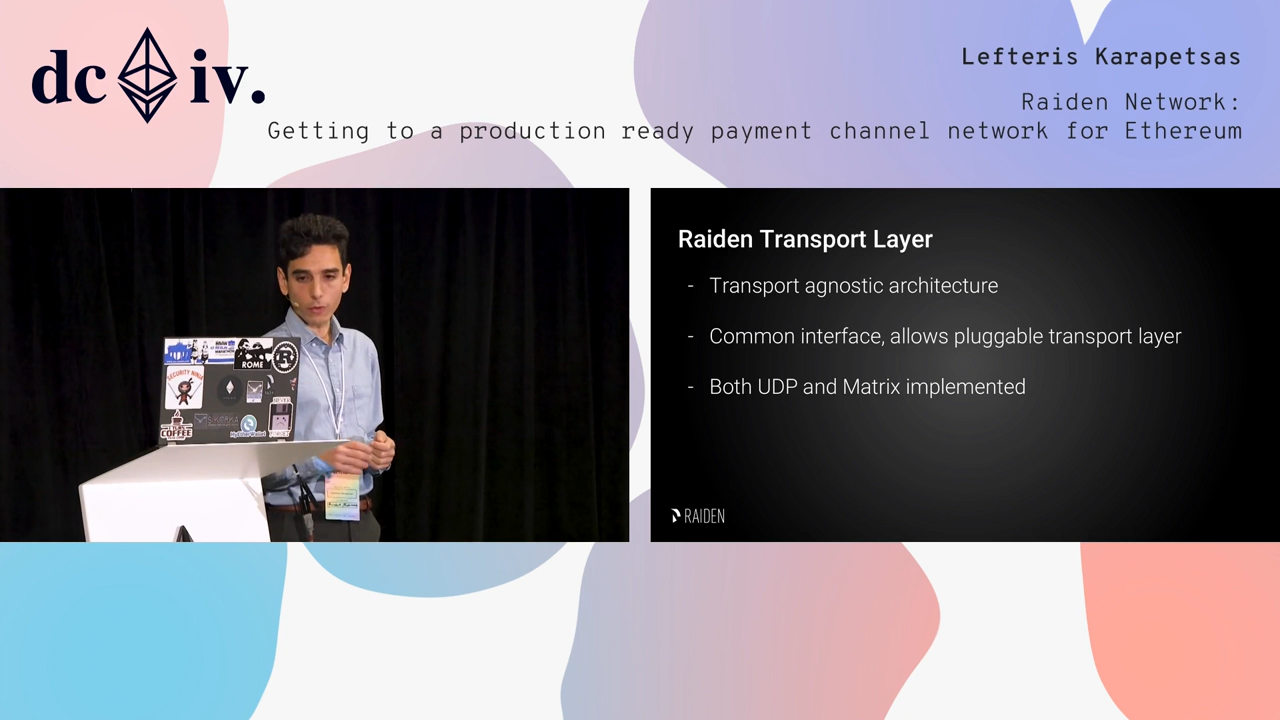 dc iv.
Lefteris Karapetsas
Raiden Network:
Getting to a production ready payment channel network for Ethereum
Raiden Transport Layer
- Transport agnostic architecture
- Common interface, allows pluggable transport layer
- Both UDP and Matrix implemented
RAIDEN
ROME
R
SECURITY NINJA
COFFEE
MyEtherWallet